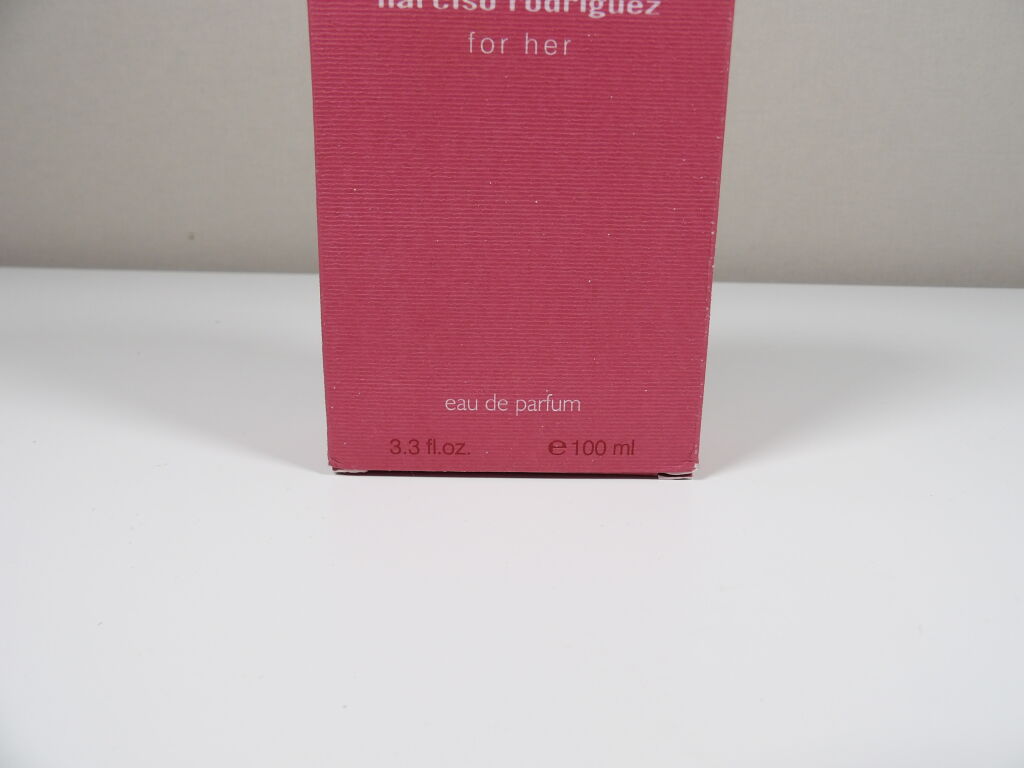 narciso rodriguez
for her
eau de parfum
3.3 fl.oz. ℮ 100 ml